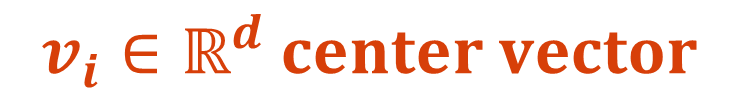 𝒗ᵢ ∈ ℝᵈ center vector